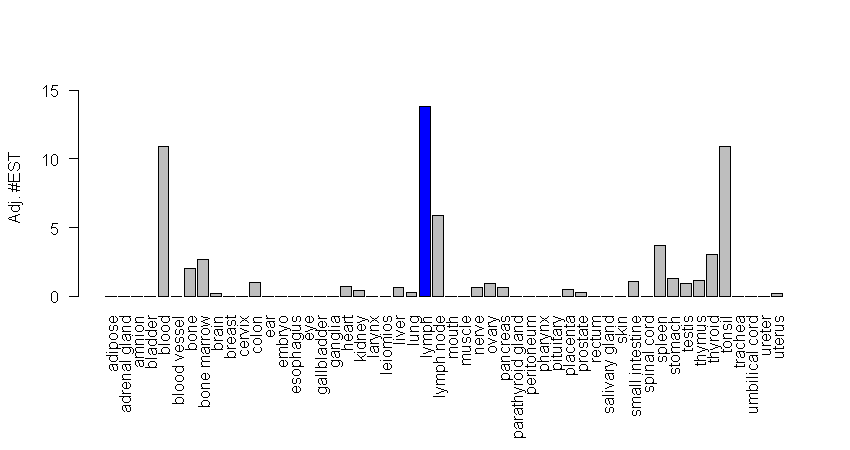 Adj. #EST
15
10
5
0
adipose
adrenal gland
amnion
bladder
blood
blood vessel
bone
bone marrow
brain
breast
cervix
colon
ear
embryo
esophagus
eye
gallbladder
ganglia
heart
kidney
larynx
leiomios
liver
lung
lymph
lymph node
mouth
muscle
nerve
ovary
pancreas
parathyroid gland
peritoneum
pharynx
pituitary
placenta
prostate
rectum
salivary gland
skin
small intestine
spinal cord
spleen
stomach
testis
thymus
thyroid
tonsil
trachea
umbilical cord
ureter
uterus